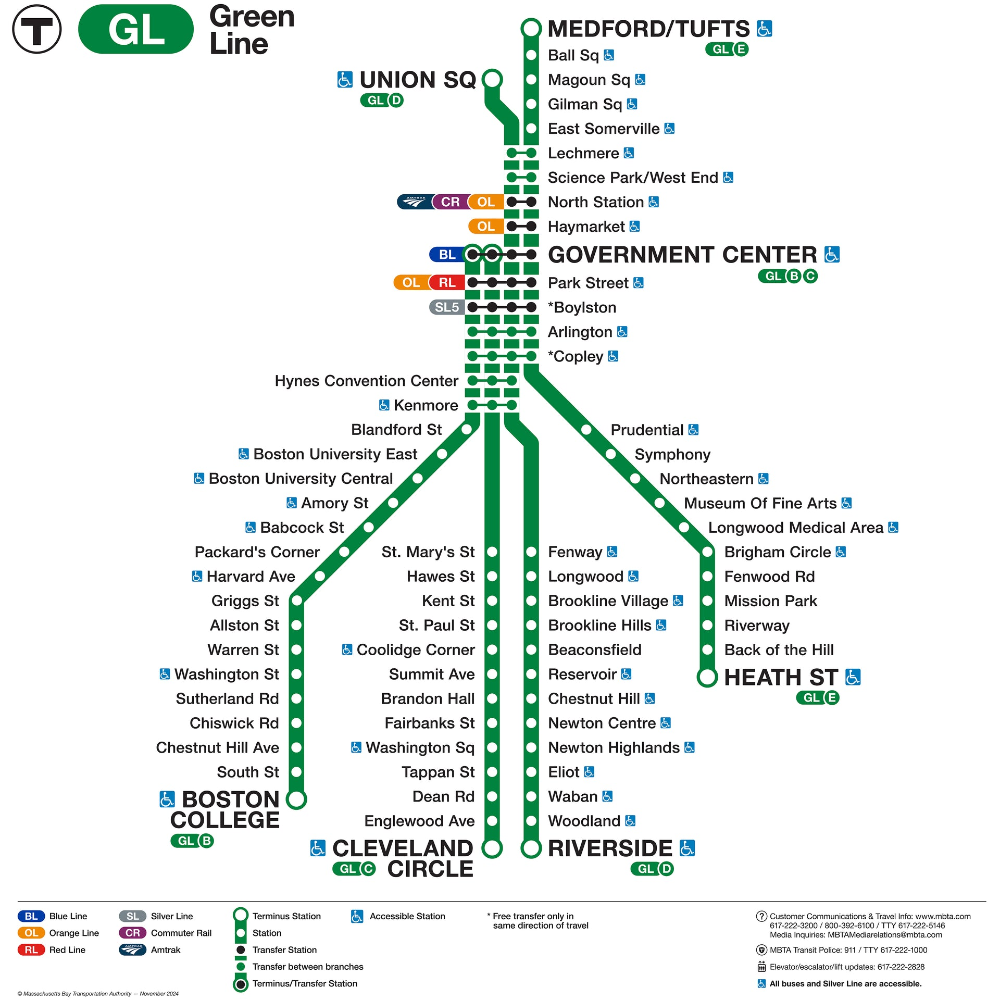 T
GL
Green
Line
MEDFORD/TUFTS
GL E
Ball Sq
UNION SQ
GL D
Magoun Sq
Gilman Sq
East Somerville
Lechmere
Science Park/West End
AMTRAK CR OL North Station
OL Haymarket
BL GOVERNMENT CENTER
GL B C
OL RL Park Street
SL5 *Boylston
Arlington
*Copley
Hynes Convention Center
Kenmore
Blandford St
Boston University East
Boston University Central
Amory St
Babcock St
Packard's Corner
Harvard Ave
Griggs St
Allston St
Warren St
Washington St
Sutherland Rd
Chiswick Rd
Chestnut Hill Ave
South St
BOSTON
COLLEGE
GL B
St. Mary's St
Hawes St
Kent St
St. Paul St
Coolidge Corner
Summit Ave
Brandon Hall
Fairbanks St
Washington Sq
Tappan St
Dean Rd
Englewood Ave
CLEVELAND
GL C CIRCLE
Fenway
Longwood
Brookline Village
Brookline Hills
Beaconsfield
Reservoir
Chestnut Hill
Newton Centre
Newton Highlands
Eliot
Waban
Woodland
RIVERSIDE
GL D
Prudential
Symphony
Northeastern
Museum Of Fine Arts
Longwood Medical Area
Brigham Circle
Fenwood Rd
Mission Park
Riverway
Back of the Hill
HEATH ST
GL E
BL Blue Line
OL Orange Line
RL Red Line
SL Silver Line
CR Commuter Rail
AMTRAK Amtrak
Terminus Station
Station
Transfer Station
Transfer between branches
Terminus/Transfer Station
Accessible Station
* Free transfer only in
same direction of travel
? Customer Communications & Travel Info: www.mbta.com
617-222-3200 / 800-392-6100 / TTY 617-222-5146
Media Inquiries: MBTAMediarelations@mbta.com
T MBTA Transit Police: 911 / TTY 617-222-1000
Elevator/escalator/lift updates: 617-222-2828
All buses and Silver Line are accessible.
© Massachusetts Bay Transportation Authority — November 2024